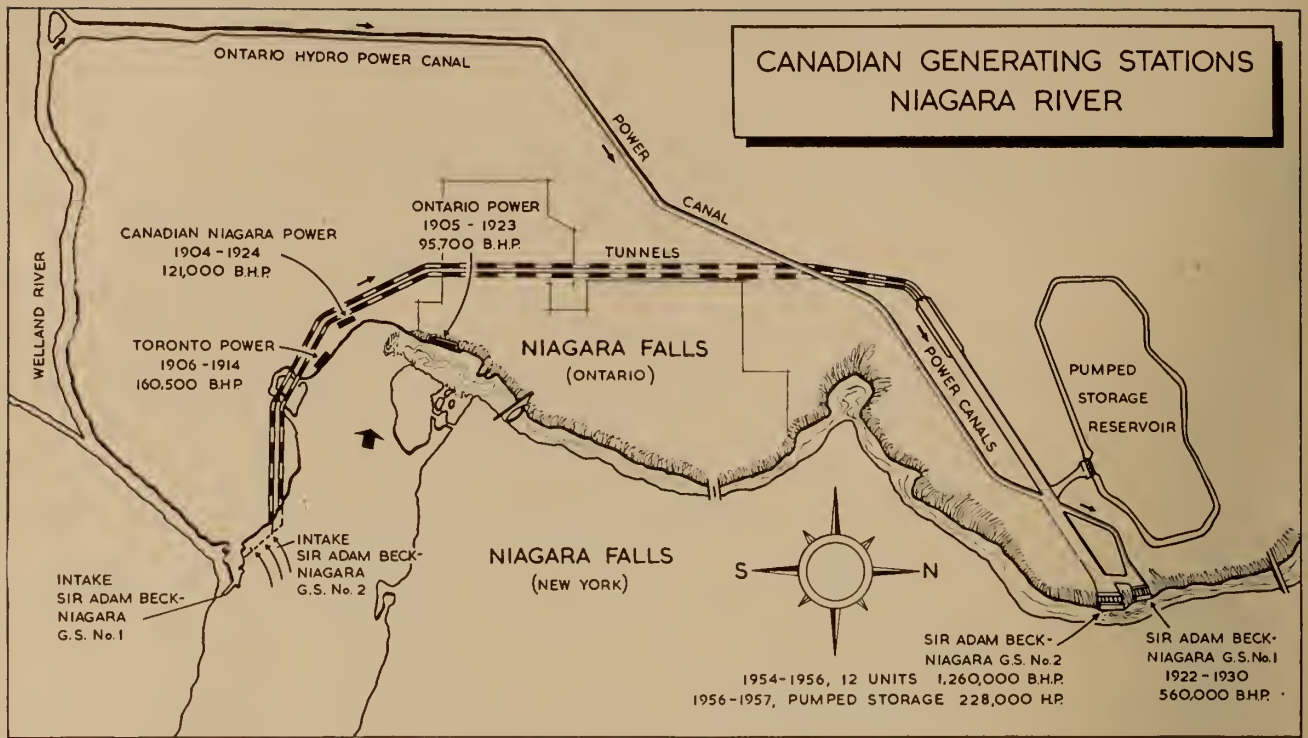 CANADIAN GENERATING STATIONS
NIAGARA RIVER
ONTARIO HYDRO POWER CANAL
POWER
CANAL
WELLAND RIVER
ONTARIO POWER
1905 - 1923
95,700 B.H.P.
CANADIAN NIAGARA POWER
1904 - 1924
121,000 B.H.P.
TUNNELS
TORONTO POWER
1906 - 1914
160,500 B.H.P.
NIAGARA FALLS
(ONTARIO)
POWER CANALS
PUMPED
STORAGE
RESERVOIR
INTAKE
SIR ADAM BECK-
NIAGARA
G.S. No. 2
NIAGARA FALLS
(NEW YORK)
S
N
INTAKE
SIR ADAM BECK-
NIAGARA
G.S. No.1
SIR ADAM BECK-
NIAGARA G.S. No.2
1954-1956, 12 UNITS 1,260,000 B.H.P.
1956-1957, PUMPED STORAGE 228,000 H.P.
SIR ADAM BECK-
NIAGARA G.S. No.1
1922 - 1930
560,000 B.H.P.